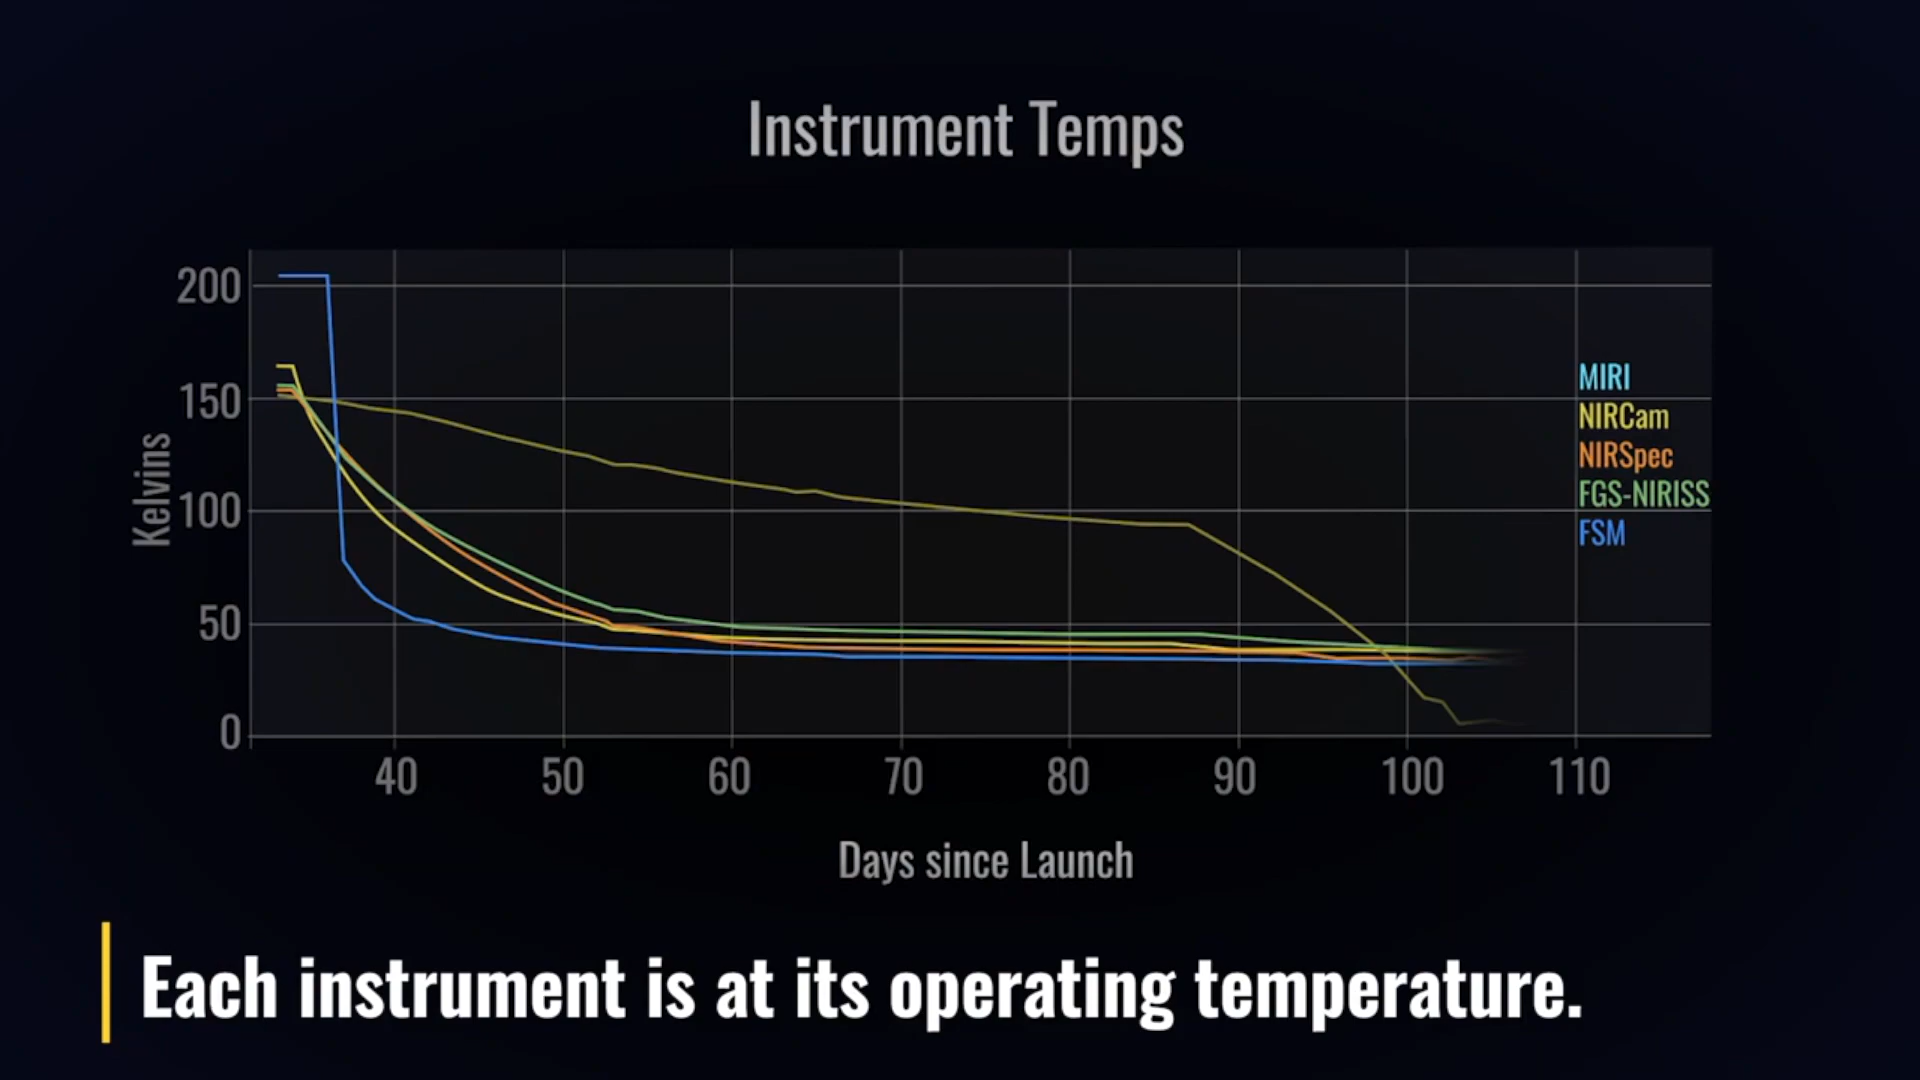 Instrument Temps
200
150
100
50
0
Kelvins
MIRI
NIRCam
NIRSpec
FGS-NIRISS
FSM
40 50 60 70 80 90 100 110
Days since Launch
Each instrument is at its operating temperature.